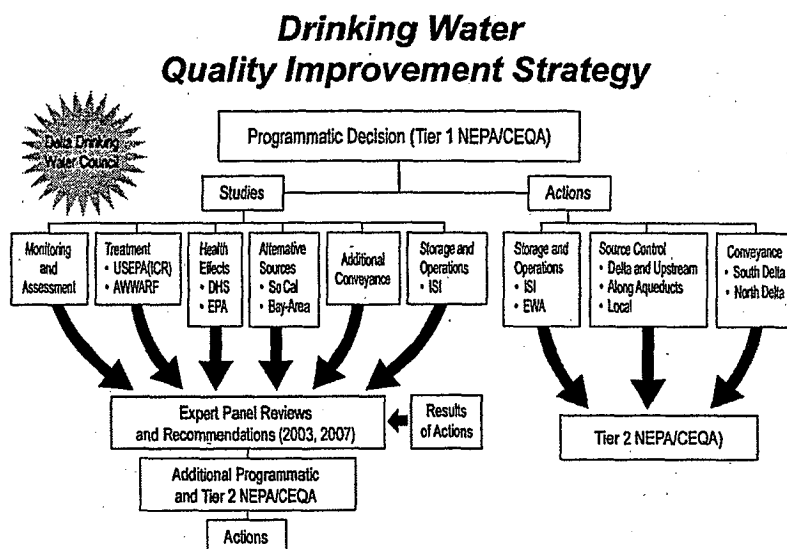 Drinking Water
Quality Improvement Strategy
Delta Drinking
Water Council
Programmatic Decision (Tier 1 NEPA/CEQA)
Studies
Actions
Monitoring
and
Assessment
Treatment
• USEPA(ICR)
• AWWARF
Health
Effects
• DHS
• EPA
Alternative
Sources
• So Cal
• Bay-Area
Additional
Conveyance
Storage and
Operations
• ISI
Storage and
Operations
• ISI
• EWA
Source Control
• Delta and Upstream
• Along Aqueducts
• Local
Conveyance
• South Delta
• North Delta
Expert Panel Reviews
and Recommendations (2003, 2007)
Results
of Actions
Tier 2 NEPA/CEQA)
Additional Programmatic
and Tier 2 NEPA/CEQA
Actions